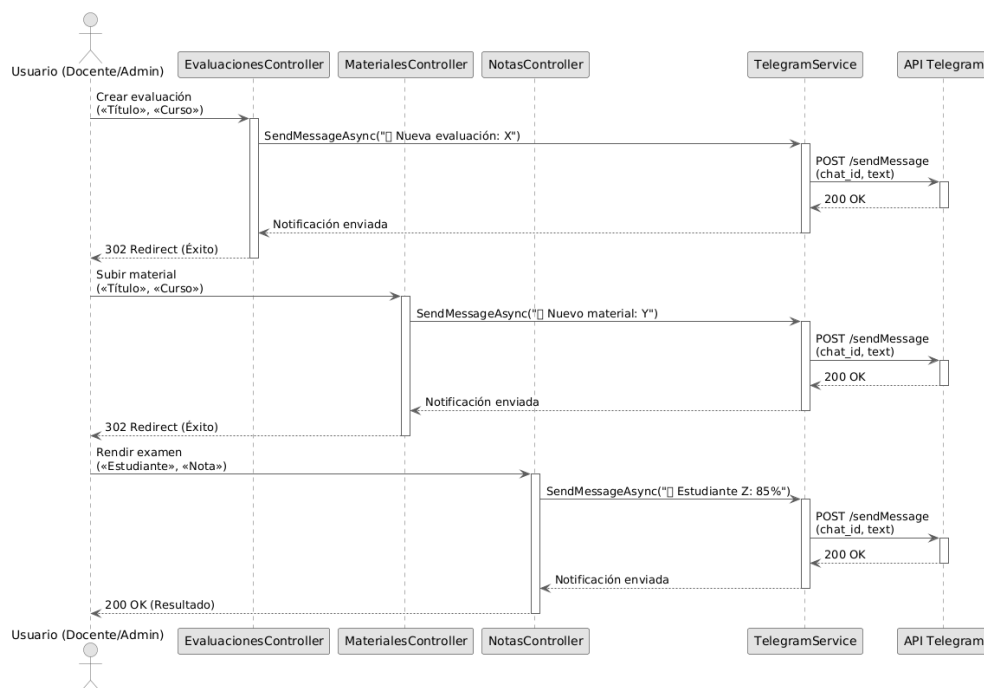 Usuario (Docente/Admin)
EvaluacionesController
MaterialesController
NotasController
TelegramService
API Telegram
Crear evaluación
(«Título», «Curso»)
SendMessageAsync("▯ Nueva evaluación: X")
POST /sendMessage
(chat_id, text)
200 OK
Notificación enviada
302 Redirect (Éxito)
Subir material
(«Título», «Curso»)
SendMessageAsync("▯ Nuevo material: Y")
POST /sendMessage
(chat_id, text)
200 OK
Notificación enviada
302 Redirect (Éxito)
Rendir examen
(«Estudiante», «Nota»)
SendMessageAsync("▯ Estudiante Z: 85%")
POST /sendMessage
(chat_id, text)
200 OK
Notificación enviada
200 OK (Resultado)
Usuario (Docente/Admin)
EvaluacionesController
MaterialesController
NotasController
TelegramService
API Telegram